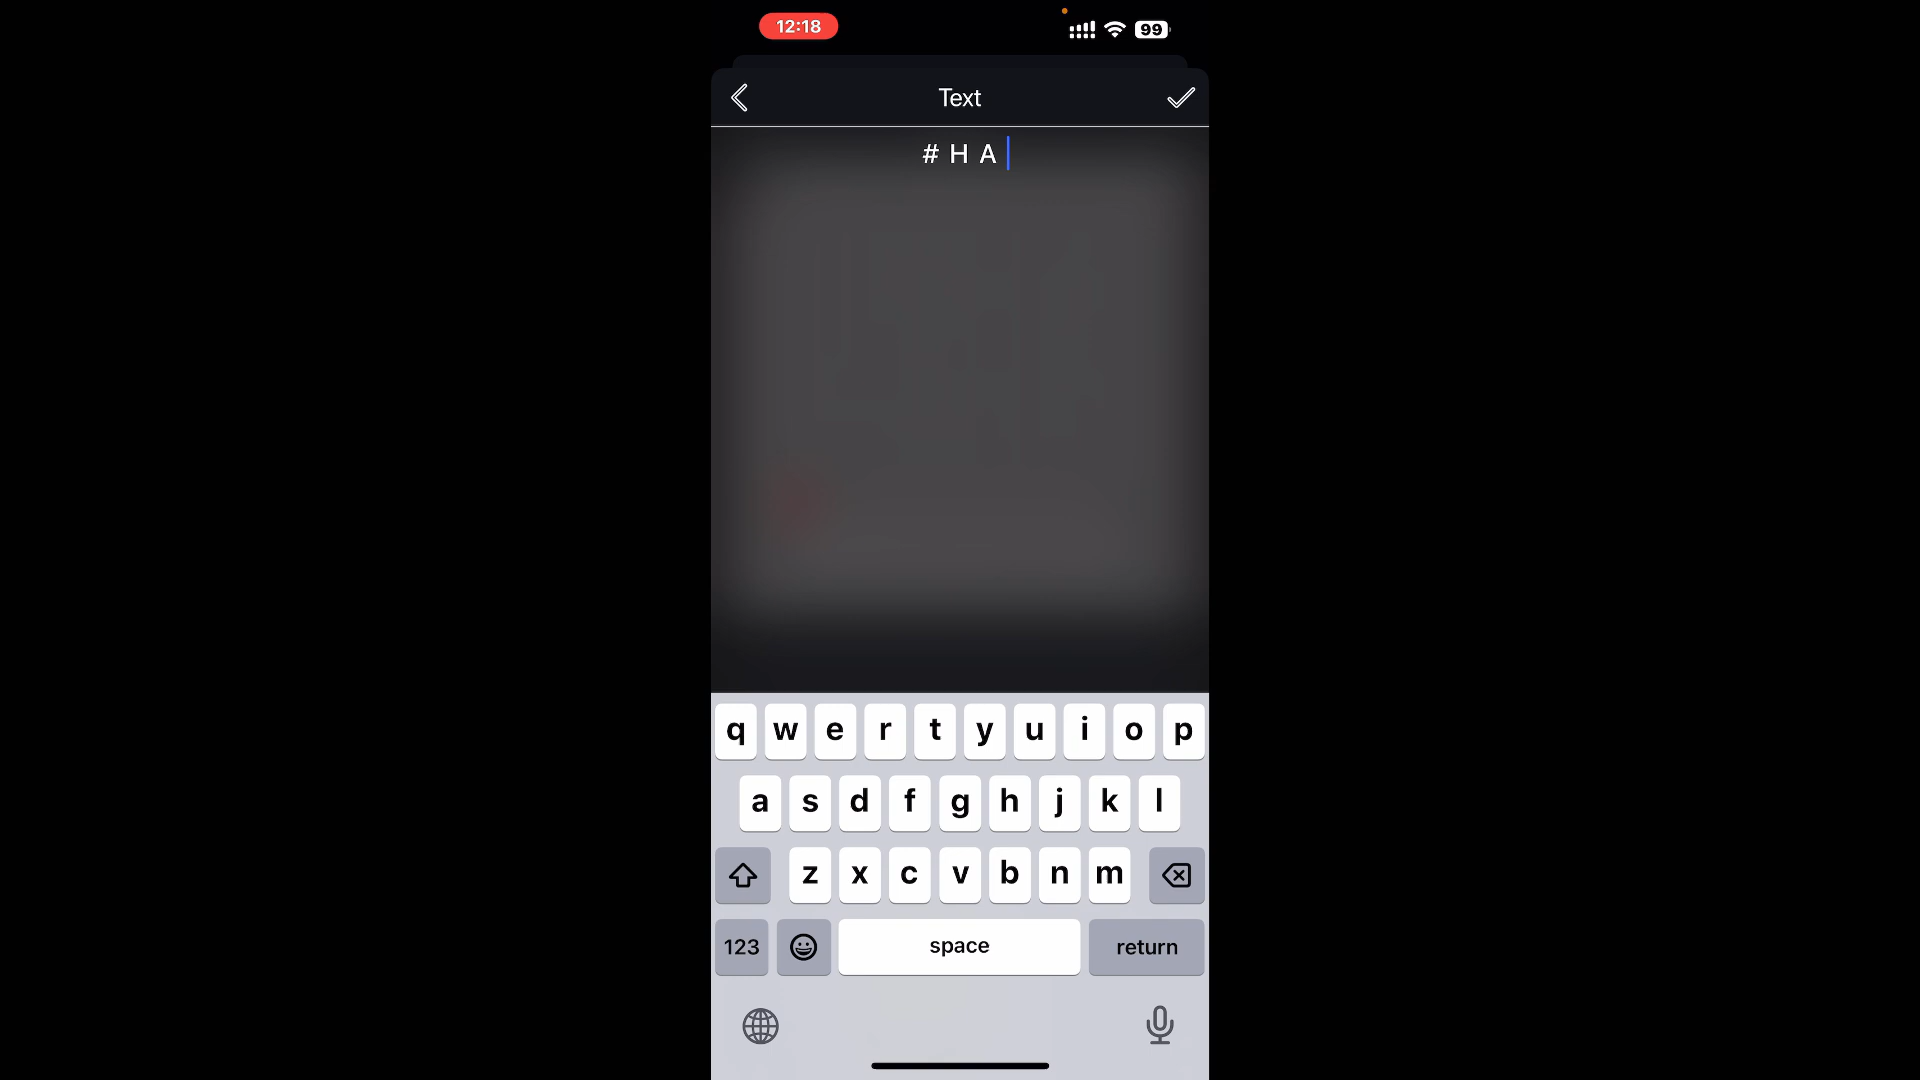 12:18
99
Text
# H A
q w e r t y u i o p
a s d f g h j k l
z x c v b n m
123 space return